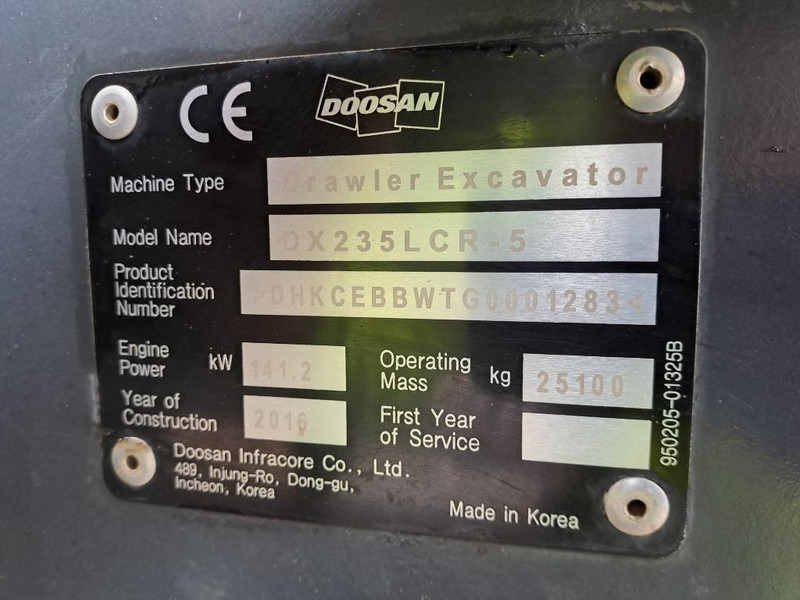 CE
DOOSAN
Machine Type Crawler Excavator
Model Name DX235LCR-5
Product Identification Number >DHKCEBBWTG0001283<
Engine Power kW 141.2
Operating Mass kg 25100
Year of Construction 2016
First Year of Service
Doosan Infracore Co., Ltd.
489, Injung-Ro, Dong-gu,
Incheon, Korea
Made in Korea
950205-01325B